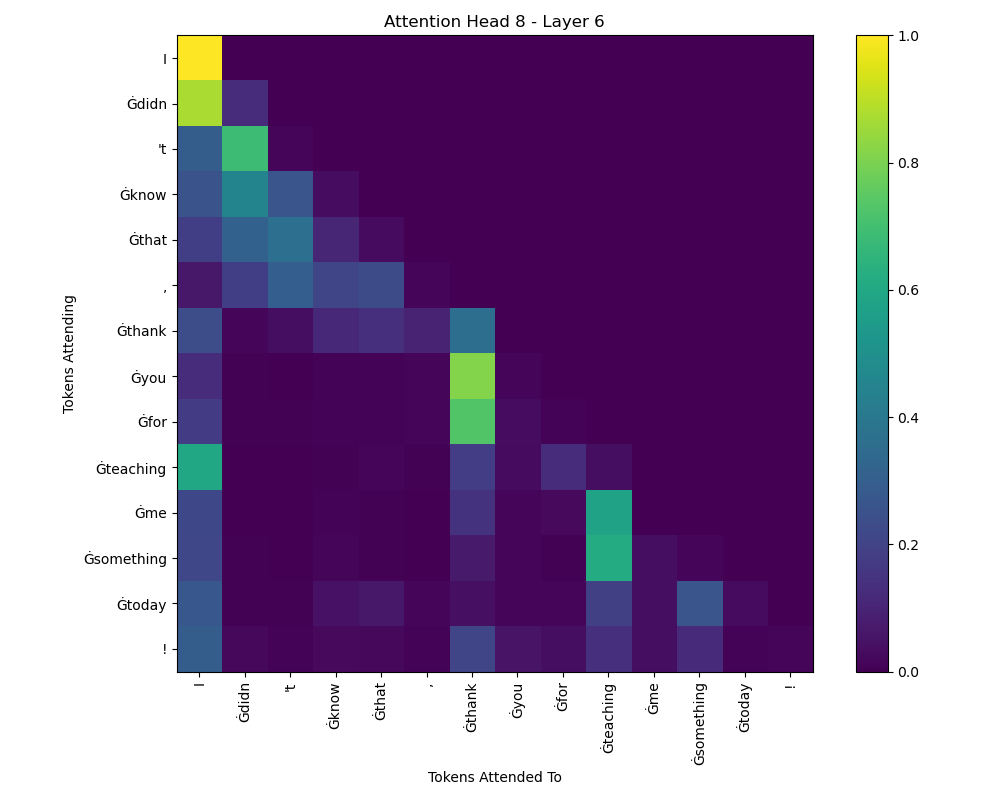 Attention Head 8 - Layer 6
Tokens Attending
I
Ġdidn
't
Ġknow
Ġthat
,
Ġthank
Ġyou
Ġfor
Ġteaching
Ġme
Ġsomething
Ġtoday
!
I
Ġdidn
't
Ġknow
Ġthat
,
Ġthank
Ġyou
Ġfor
Ġteaching
Ġme
Ġsomething
Ġtoday
!
Tokens Attended To
1.0
0.8
0.6
0.4
0.2
0.0